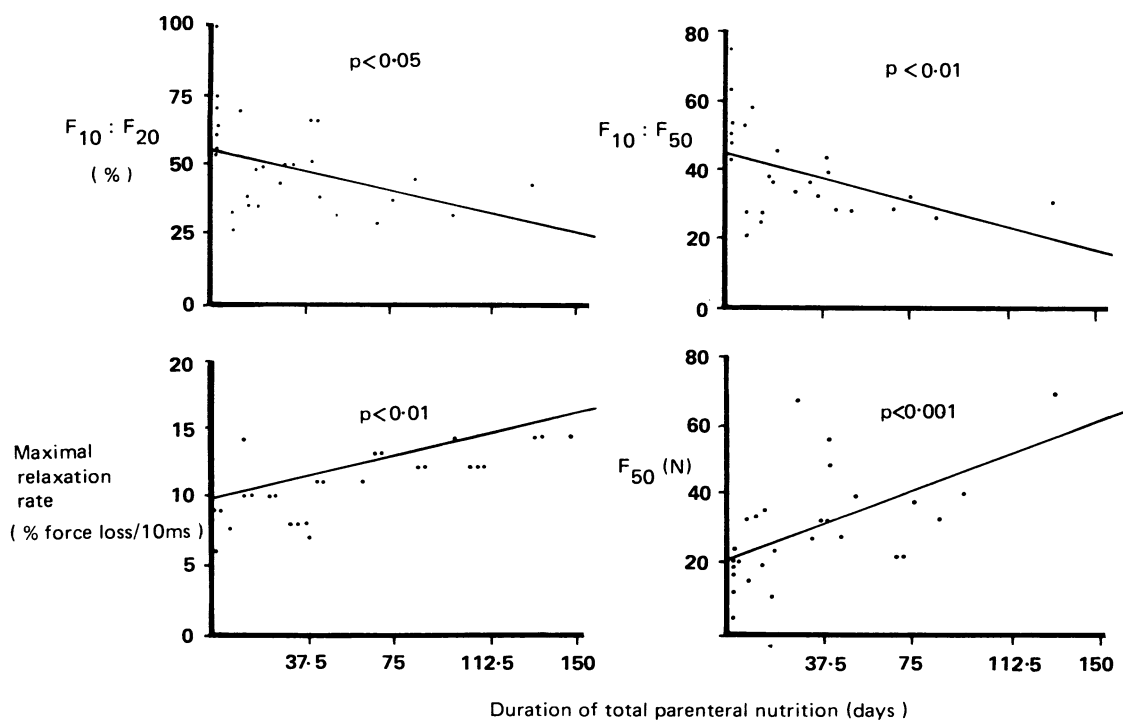 100
75
50
25
0
F10 : F20
( % )
p<0·05
80
60
40
20
0
F10 : F50
p <0·01
20
15
10
5
0
Maximal
relaxation
rate
( % force loss/10ms )
p<0·01
37·5 75 112·5 150
80
60
40
20
F50 (N)
p<0·001
37·5 75 112·5 150
Duration of total parenteral nutrition (days )